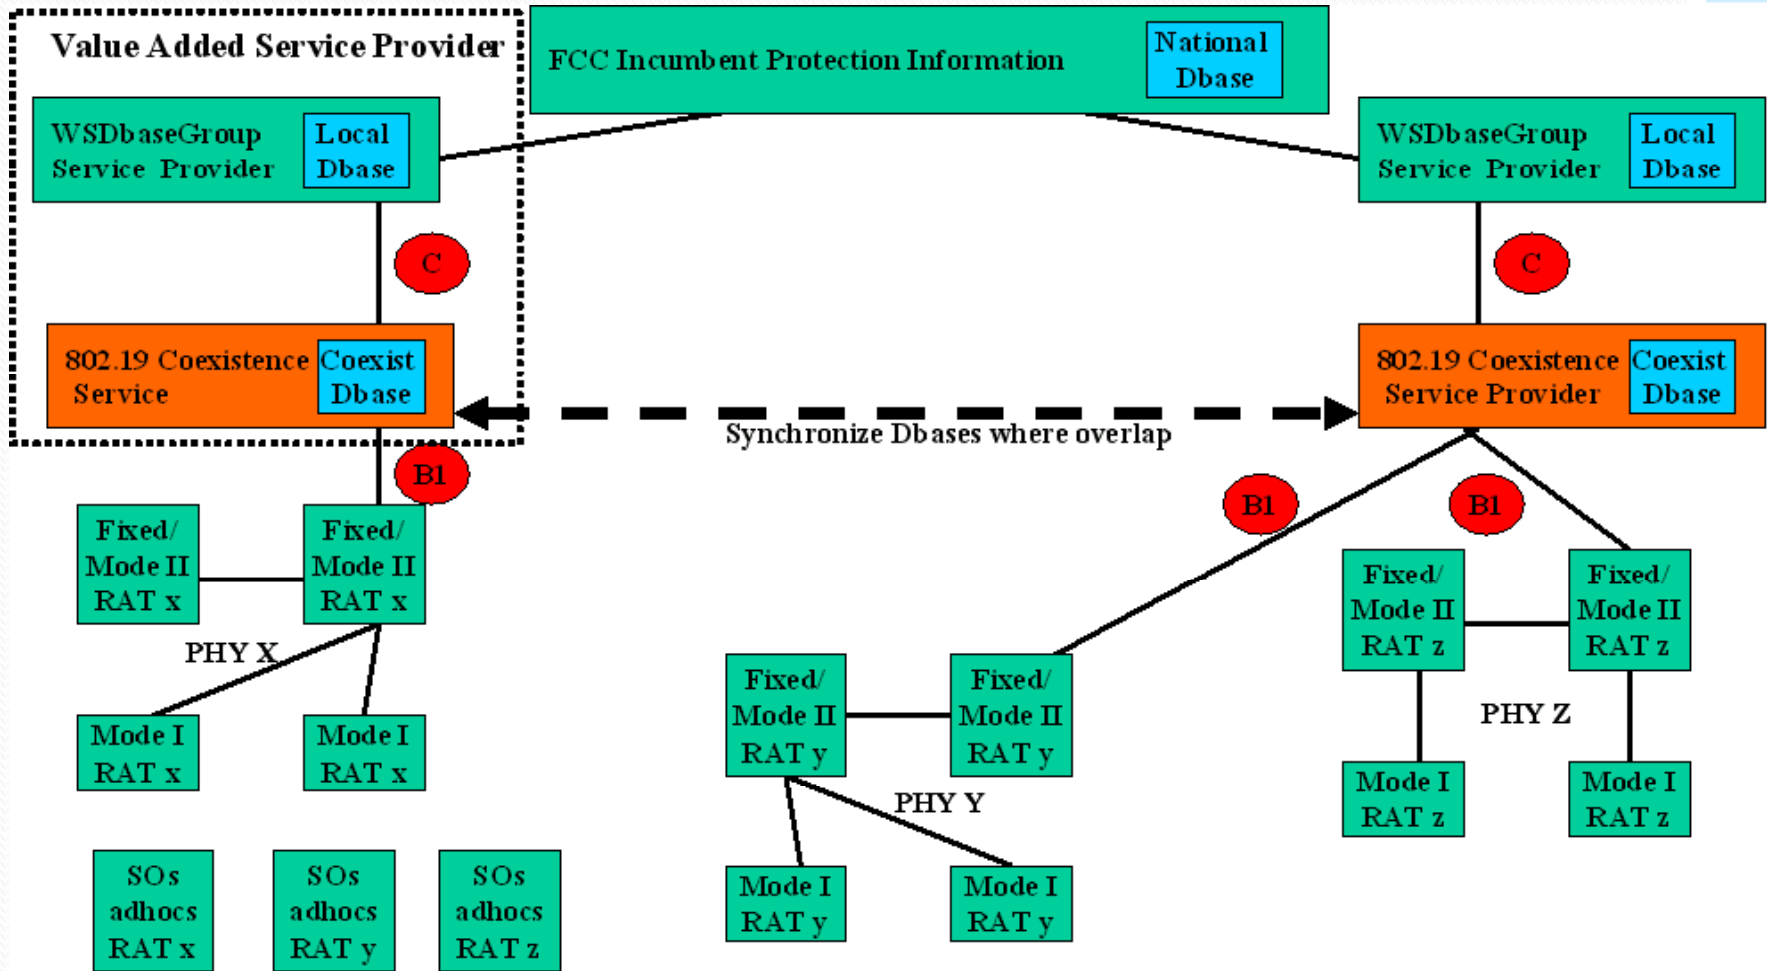 Value Added Service Provider
FCC Incumbent Protection Information
National
Dbase
WSDbaseGroup
Service Provider
Local
Dbase
WSDbaseGroup
Service Provider
Local
Dbase
C
C
802.19 Coexistence
Service
Coexist
Dbase
802.19 Coexistence
Service Provider
Coexist
Dbase
Synchronize Dbases where overlap
B1
B1
B1
Fixed/
Mode II
RAT x
Fixed/
Mode II
RAT x
PHY X
Mode I
RAT x
Mode I
RAT x
Fixed/
Mode II
RAT y
Fixed/
Mode II
RAT y
PHY Y
Mode I
RAT y
Mode I
RAT y
Fixed/
Mode II
RAT z
Fixed/
Mode II
RAT z
PHY Z
Mode I
RAT z
Mode I
RAT z
SOs
adhocs
RAT x
SOs
adhocs
RAT y
SOs
adhocs
RAT z